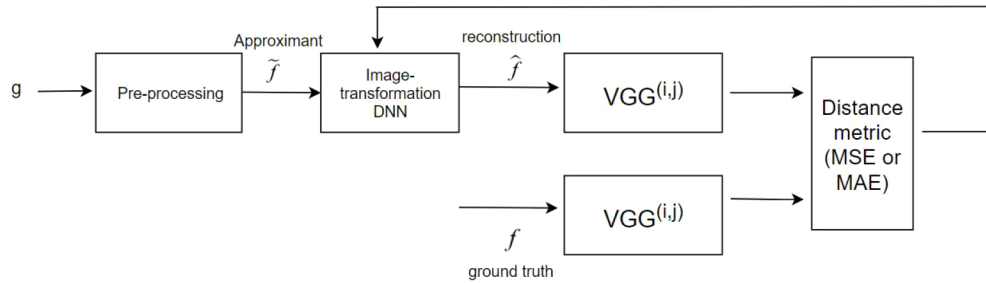 g
Pre-processing
Approximant
f̃
Image-
transformation
DNN
reconstruction
f̂
VGG(i,j)
Distance
metric
(MSE or
MAE)
f
ground truth
VGG(i,j)